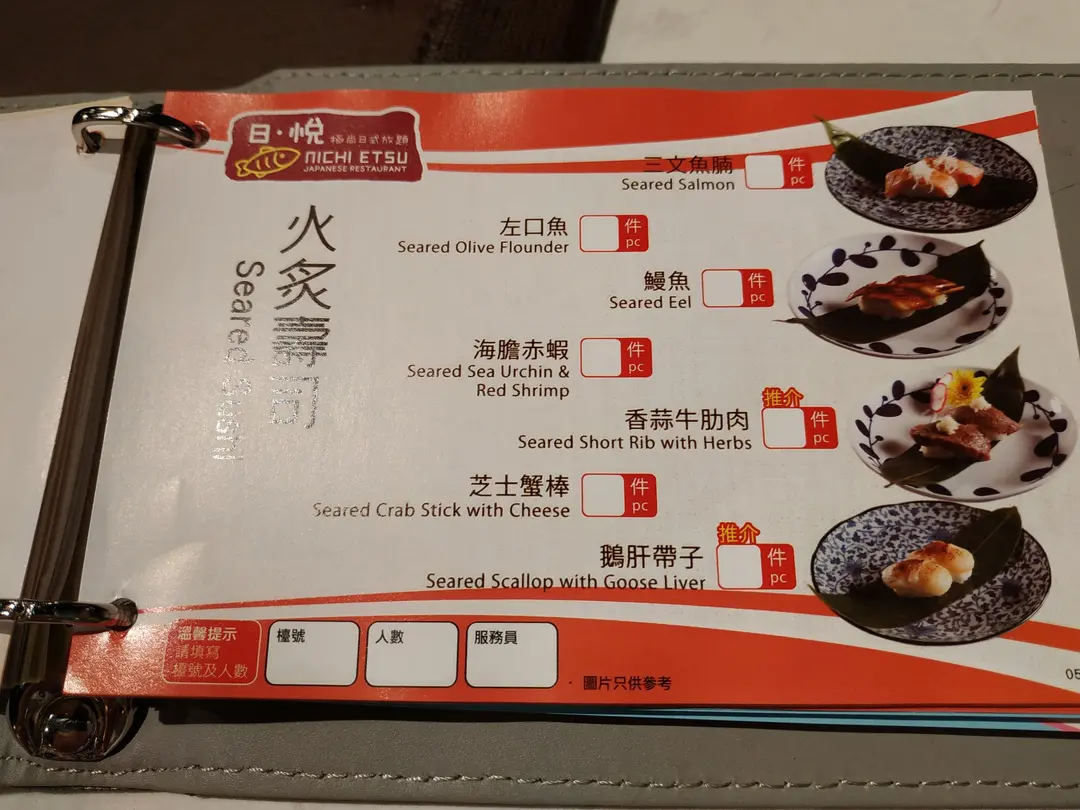 日·悅 極尚日式放題
NICHI ETSU
JAPANESE RESTAURANT
火炙壽司
Seared Sushi
三文魚腩
Seared Salmon
件
pc
左口魚
Seared Olive Flounder
件
pc
鰻魚
Seared Eel
件
pc
海膽赤蝦
Seared Sea Urchin &
Red Shrimp
件
pc
推介
香蒜牛肋肉
Seared Short Rib with Herbs
件
pc
芝士蟹棒
Seared Crab Stick with Cheese
件
pc
推介
鵝肝帶子
Seared Scallop with Goose Liver
件
pc
溫馨提示
請填寫
檯號及人數
檯號
人數
服務員
· 圖片只供參考
05